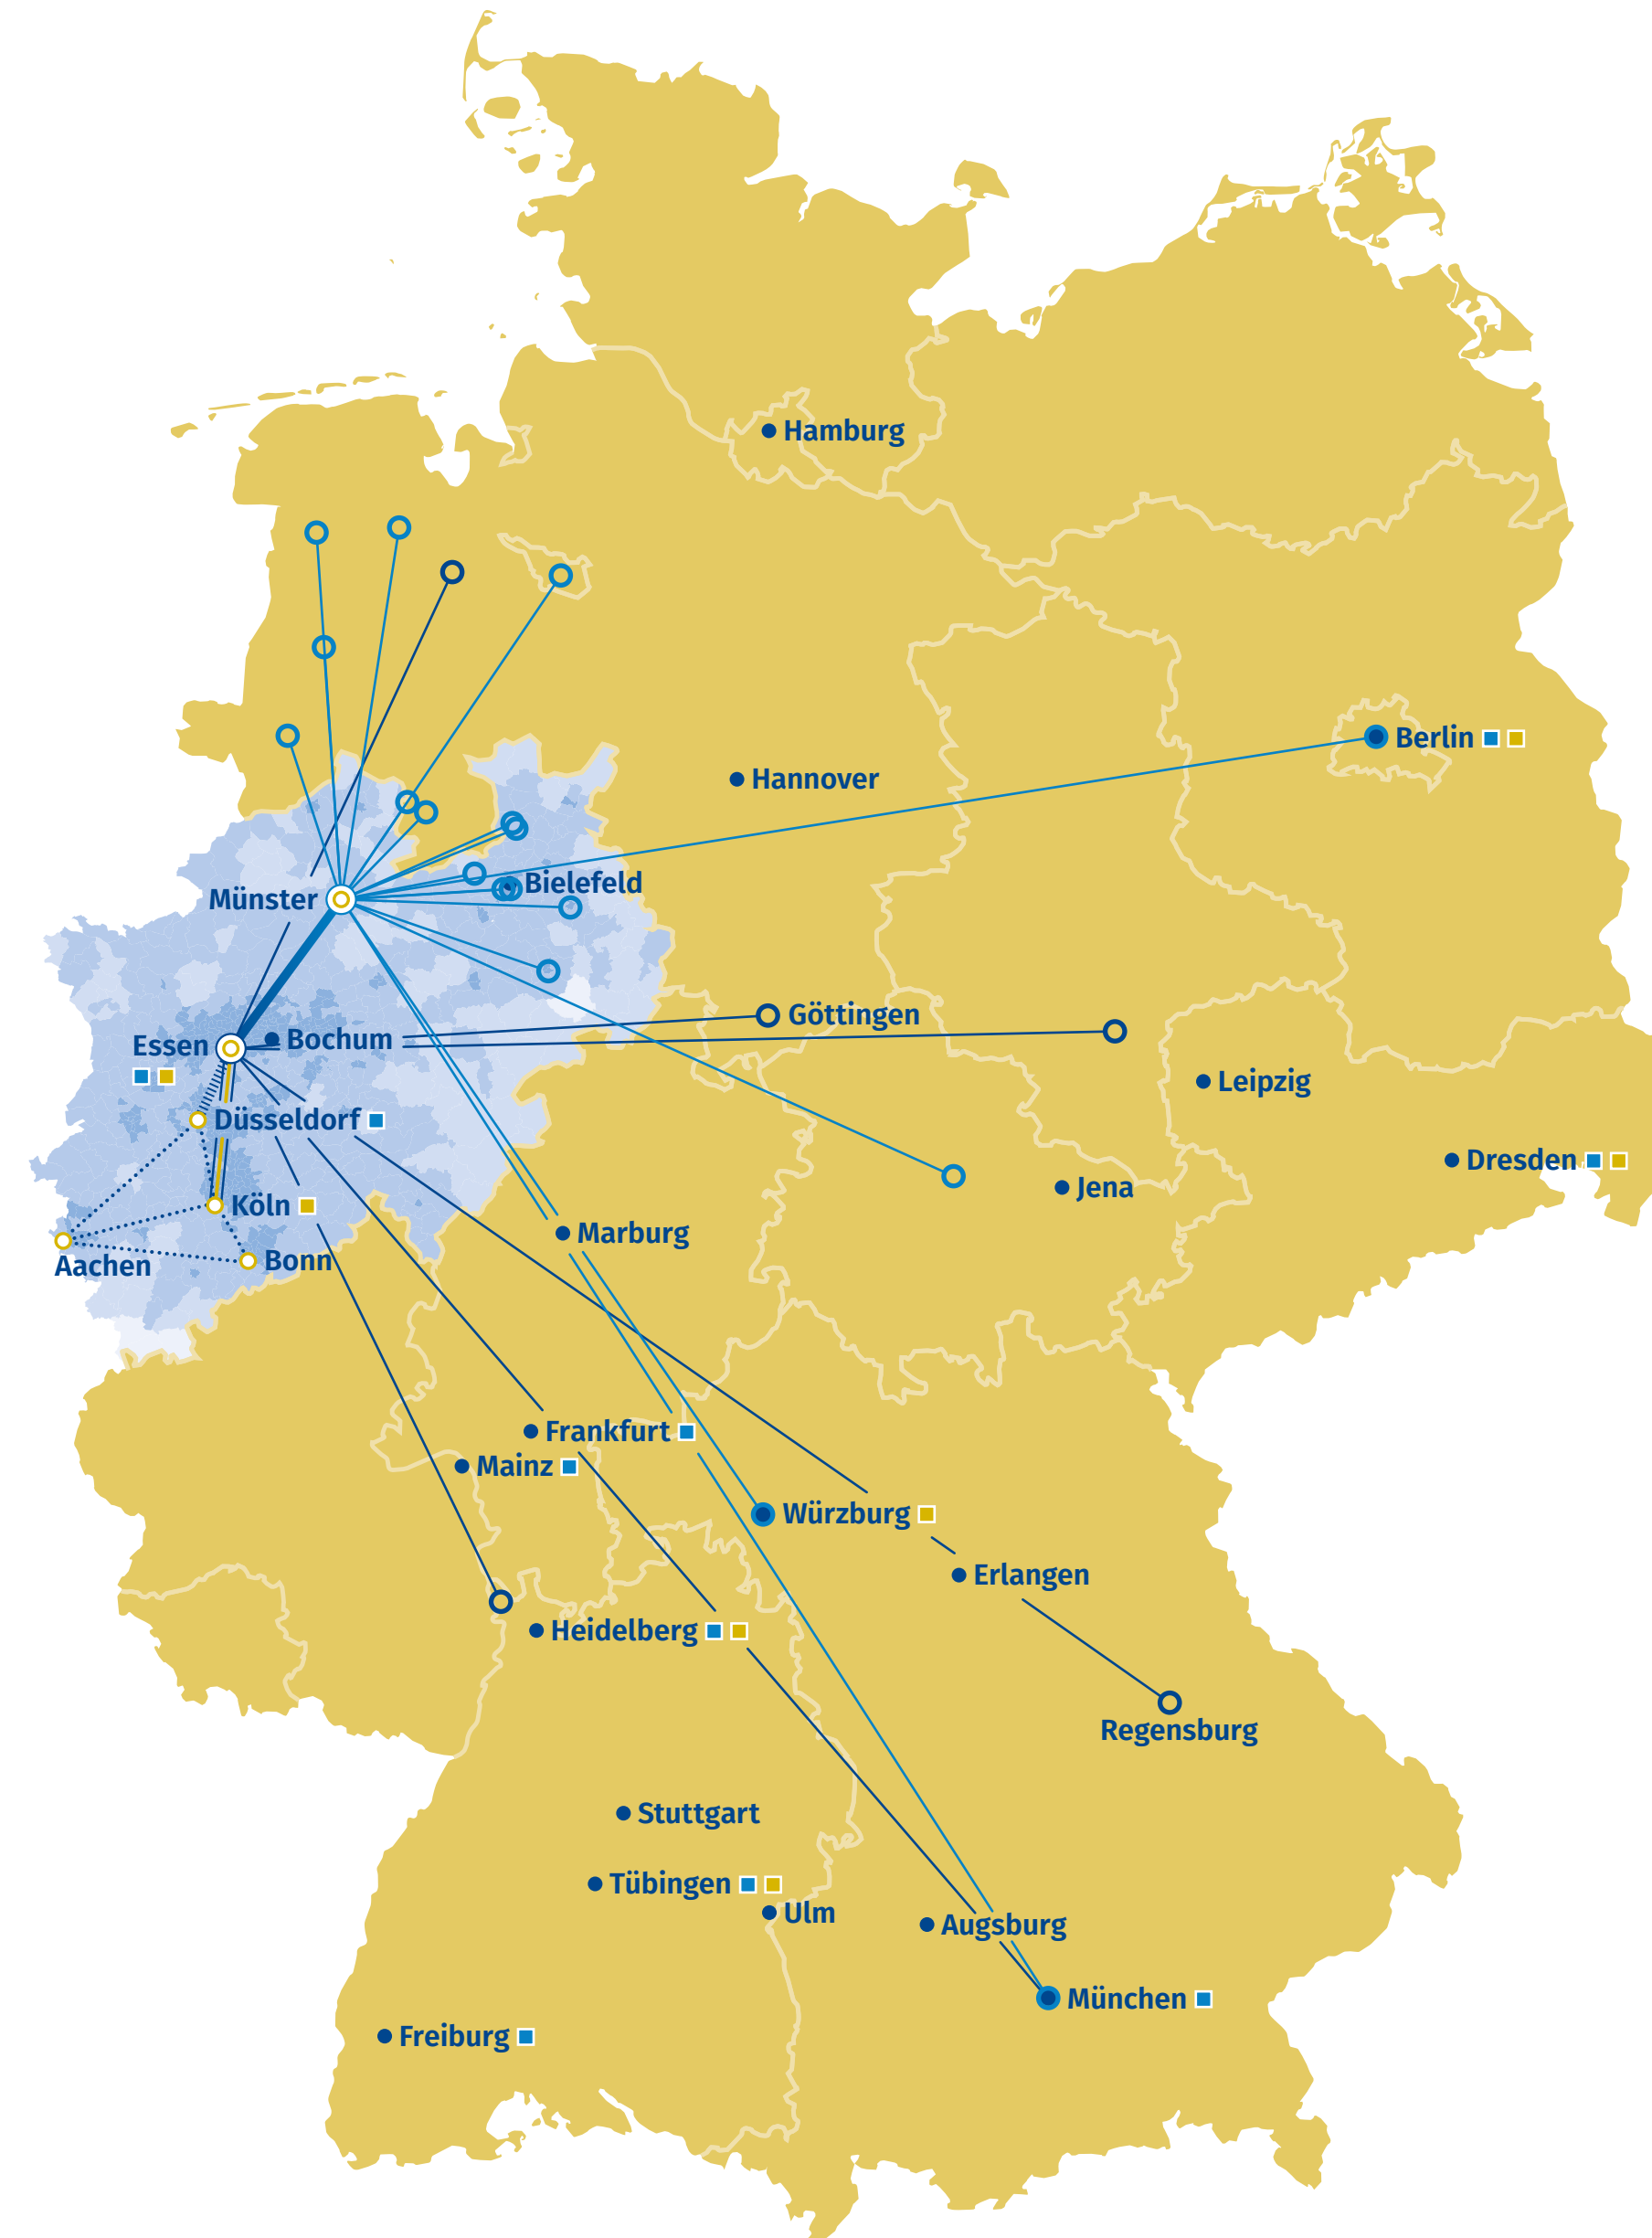 Hamburg
Berlin
Hannover
Bielefeld
Münster
Göttingen
Bochum
Essen
Leipzig
Düsseldorf
Dresden
Jena
Köln
Marburg
Bonn
Aachen
Frankfurt
Mainz
Würzburg
Erlangen
Heidelberg
Regensburg
Stuttgart
Tübingen
Ulm
Augsburg
München
Freiburg